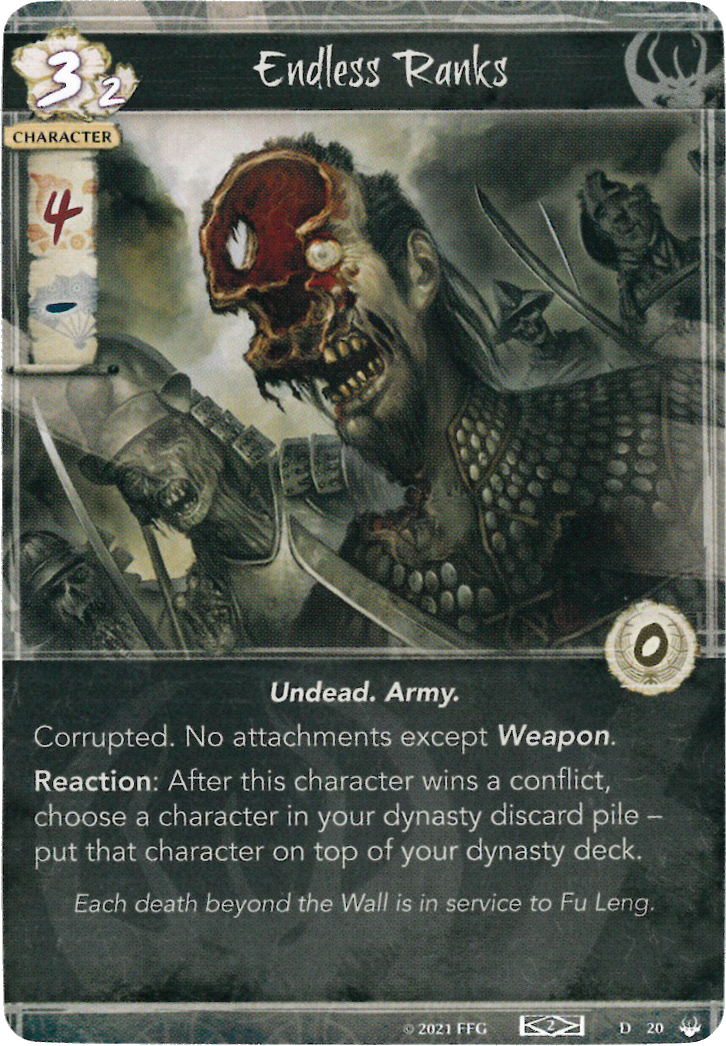 3 2
Endless Ranks
CHARACTER
4
-
0
Undead. Army.
Corrupted. No attachments except Weapon.
Reaction: After this character wins a conflict,
choose a character in your dynasty discard pile –
put that character on top of your dynasty deck.
Each death beyond the Wall is in service to Fu Leng.
© 2021 FFG 2 D 20